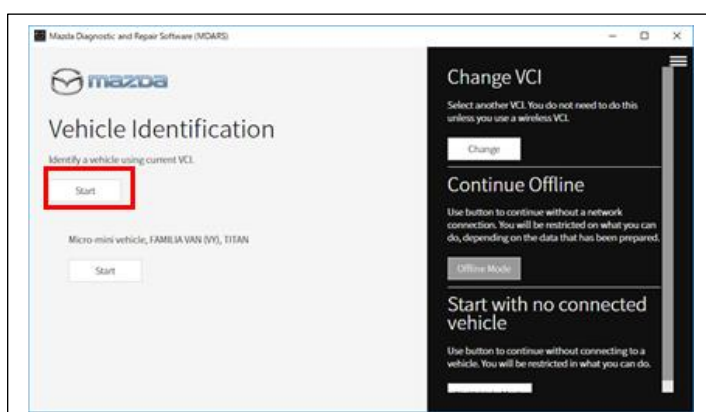 Mazda Diagnostic and Repair Software (MDARS)
mazda
Vehicle Identification
Identify a vehicle using current VCI.
Start
Micro-mini vehicle, FAMILIA VAN (VY), TITAN
Start
Change VCI
Select another VCI. You do not need to do this
unless you use a wireless VCI.
Change
Continue Offline
Use button to continue without a network
connection. You will be restricted on what you can
do, depending on the data that has been prepared.
Offline Mode
Start with no connected
vehicle
Use button to continue without connecting to a
vehicle. You will be restricted in what you can do.